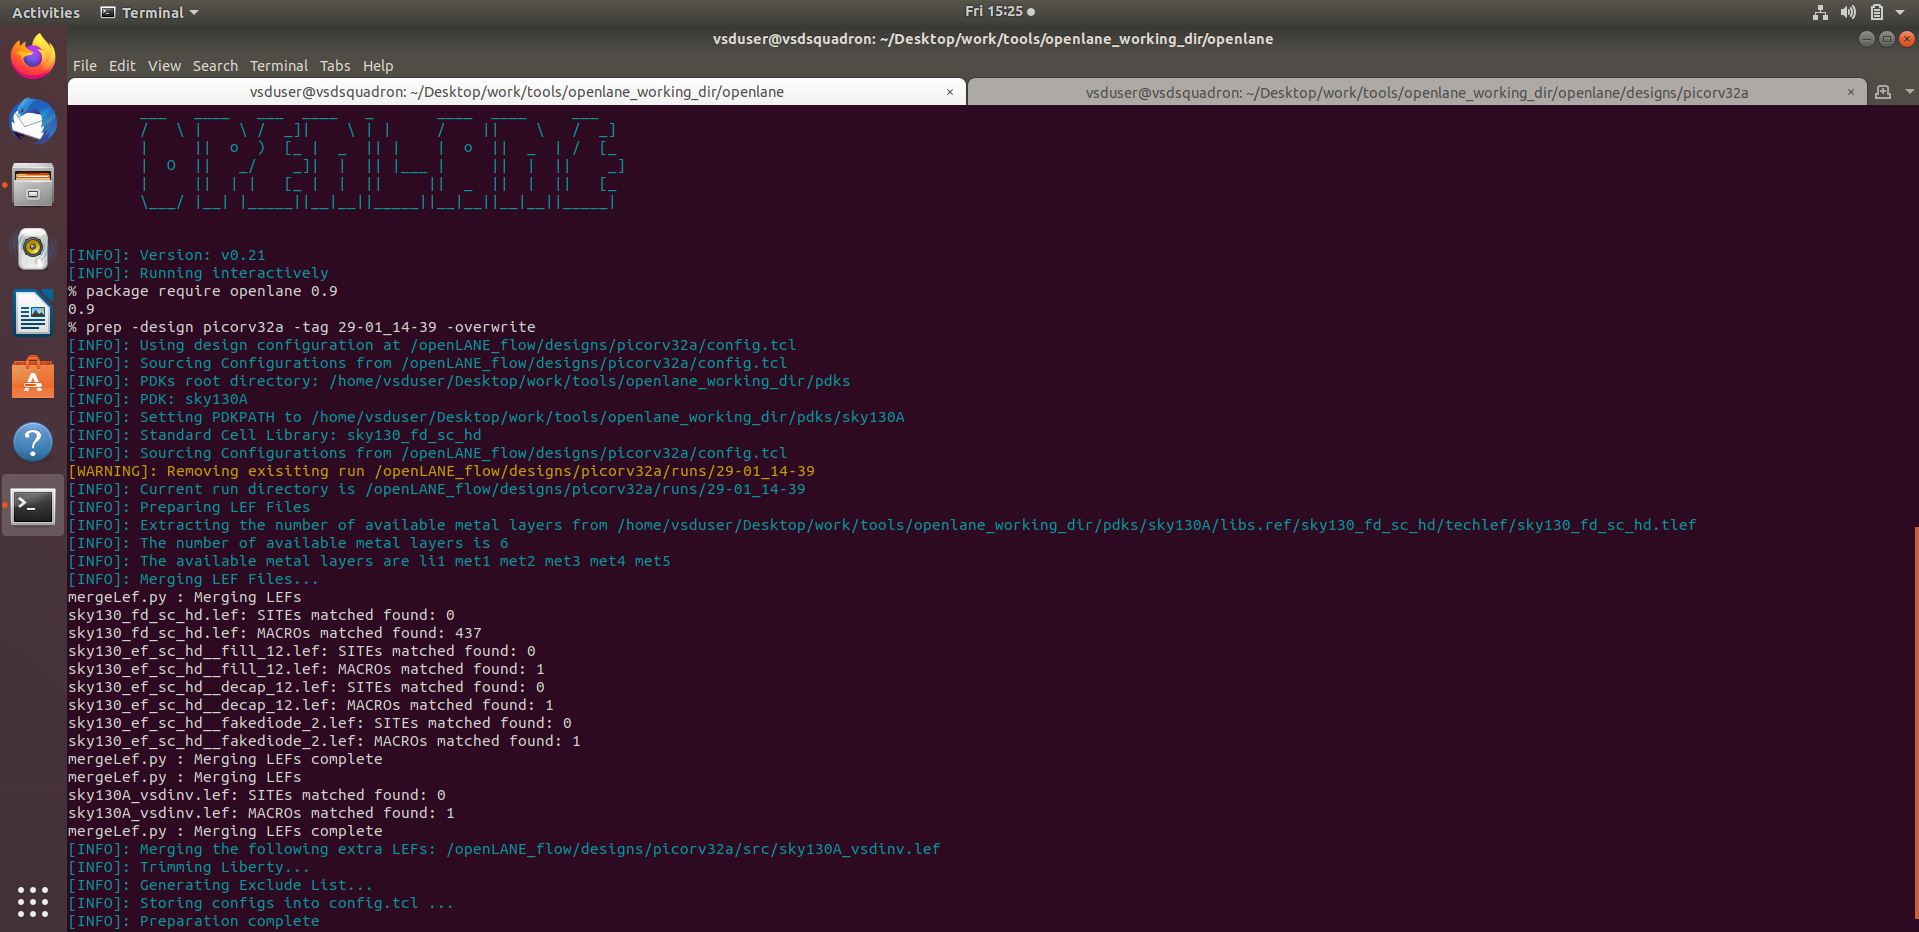 Activities
Terminal
Fri 15:25
vsduser@vsdsquadron: ~/Desktop/work/tools/openlane_working_dir/openlane
File Edit View Search Terminal Tabs Help
vsduser@vsdsquadron: ~/Desktop/work/tools/openlane_working_dir/openlane
vsduser@vsdsquadron: ~/Desktop/work/tools/openlane_working_dir/openlane/designs/picorv32a
OPENLANE
[INFO]: Version: v0.21
[INFO]: Running interactively
% package require openlane 0.9
0.9
% prep -design picorv32a -tag 29-01_14-39 -overwrite
[INFO]: Using design configuration at /openLANE_flow/designs/picorv32a/config.tcl
[INFO]: Sourcing Configurations from /openLANE_flow/designs/picorv32a/config.tcl
[INFO]: PDKs root directory: /home/vsduser/Desktop/work/tools/openlane_working_dir/pdks
[INFO]: PDK: sky130A
[INFO]: Setting PDKPATH to /home/vsduser/Desktop/work/tools/openlane_working_dir/pdks/sky130A
[INFO]: Standard Cell Library: sky130_fd_sc_hd
[INFO]: Sourcing Configurations from /openLANE_flow/designs/picorv32a/config.tcl
[WARNING]: Removing exisiting run /openLANE_flow/designs/picorv32a/runs/29-01_14-39
[INFO]: Current run directory is /openLANE_flow/designs/picorv32a/runs/29-01_14-39
[INFO]: Preparing LEF Files
[INFO]: Extracting the number of available metal layers from /home/vsduser/Desktop/work/tools/openlane_working_dir/pdks/sky130A/libs.ref/sky130_fd_sc_hd/techlef/sky130_fd_sc_hd.tlef
[INFO]: The number of available metal layers is 6
[INFO]: The available metal layers are li1 met1 met2 met3 met4 met5
[INFO]: Merging LEF Files...
mergeLef.py : Merging LEFs
sky130_fd_sc_hd.lef: SITEs matched found: 0
sky130_fd_sc_hd.lef: MACROs matched found: 437
sky130_ef_sc_hd__fill_12.lef: SITEs matched found: 0
sky130_ef_sc_hd__fill_12.lef: MACROs matched found: 1
sky130_ef_sc_hd__decap_12.lef: SITEs matched found: 0
sky130_ef_sc_hd__decap_12.lef: MACROs matched found: 1
sky130_ef_sc_hd__fakediode_2.lef: SITEs matched found: 0
sky130_ef_sc_hd__fakediode_2.lef: MACROs matched found: 1
mergeLef.py : Merging LEFs complete
mergeLef.py : Merging LEFs
sky130A_vsdinv.lef: SITEs matched found: 0
sky130A_vsdinv.lef: MACROs matched found: 1
mergeLef.py : Merging LEFs complete
[INFO]: Merging the following extra LEFs: /openLANE_flow/designs/picorv32a/src/sky130A_vsdinv.lef
[INFO]: Trimming Liberty...
[INFO]: Generating Exclude List...
[INFO]: Storing configs into config.tcl ...
[INFO]: Preparation complete